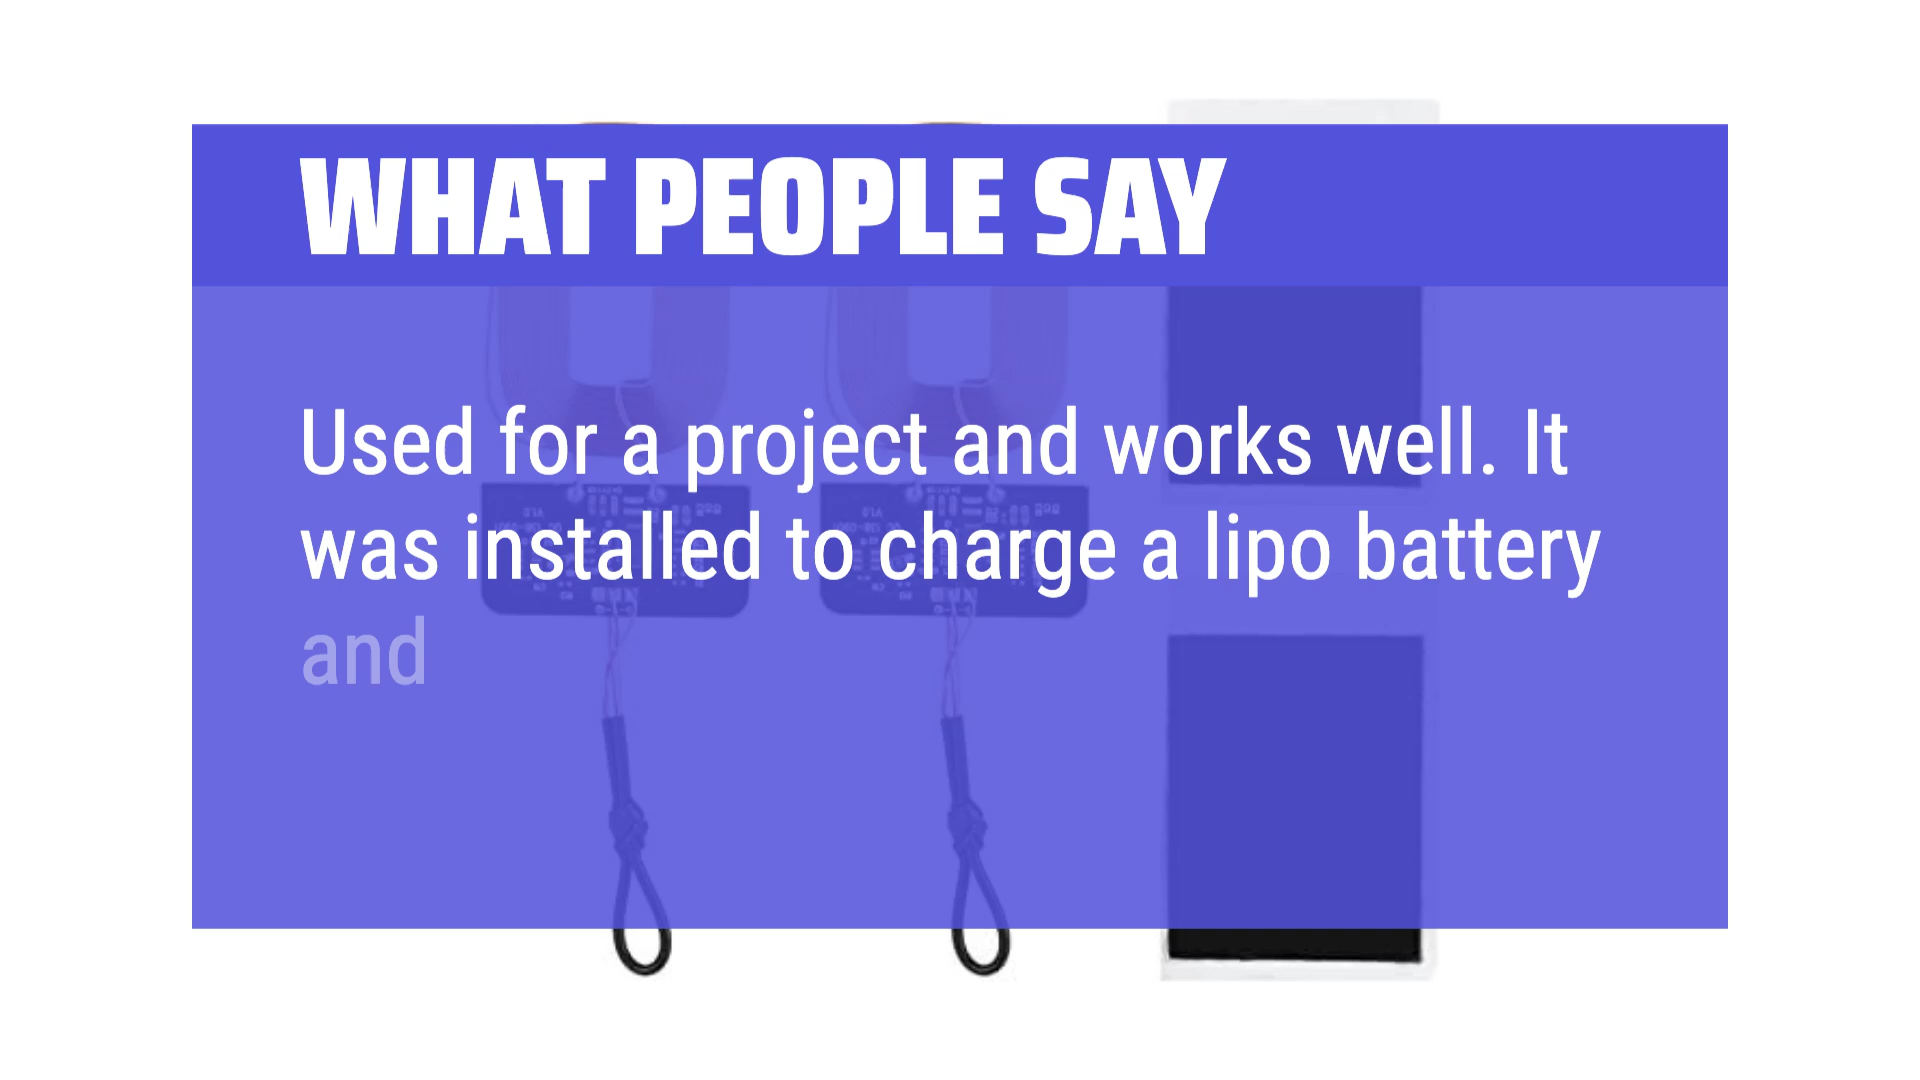 WHAT PEOPLE SAY
Used for a project and works well. It
was installed to charge a lipo battery
and